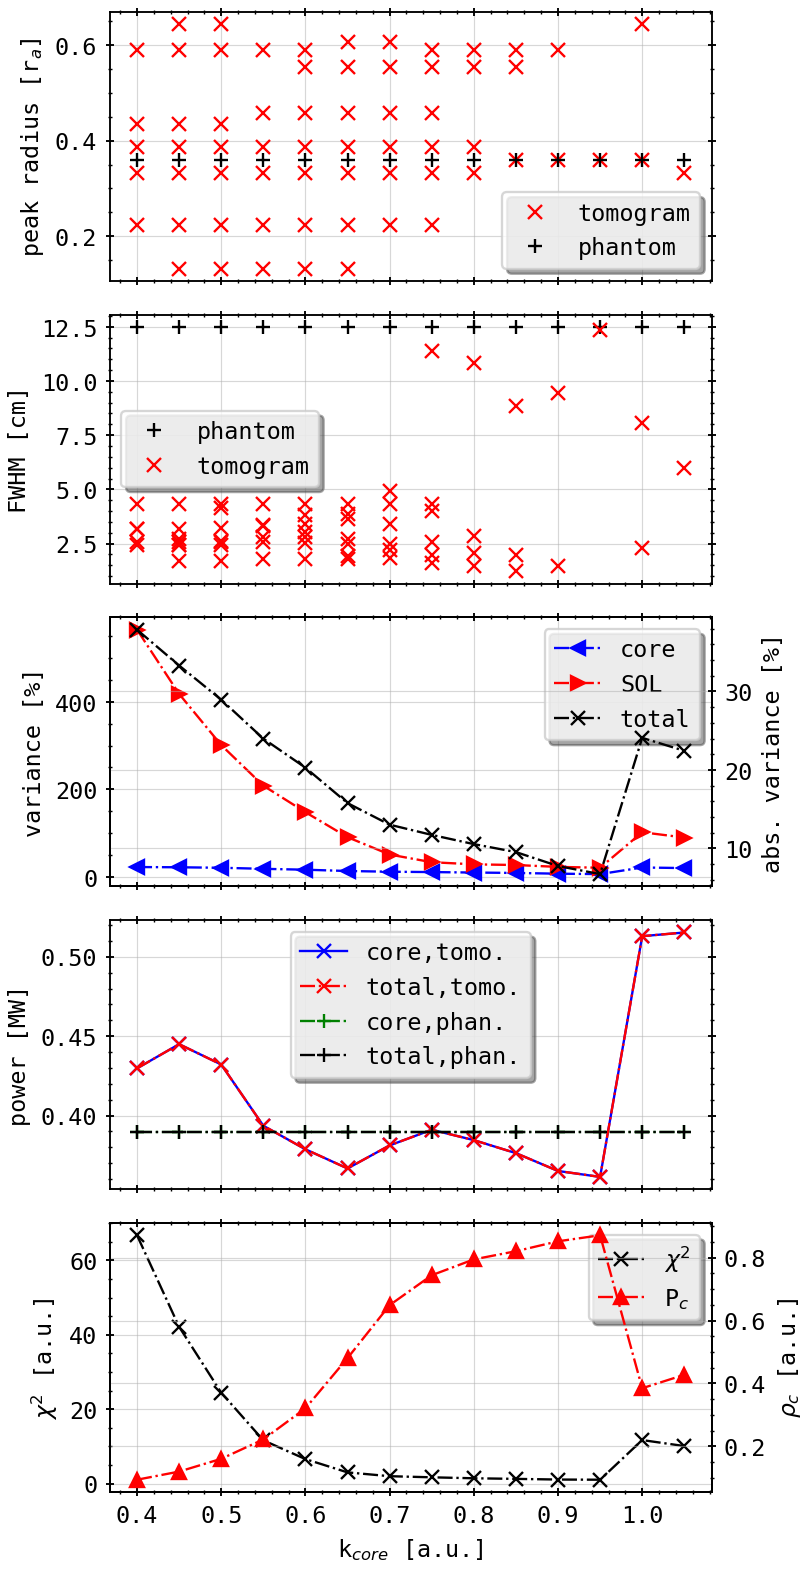 peak radius [r_a]
0.6
0.4
0.2
tomogram
phantom
FWHM [cm]
12.5
10.0
7.5
5.0
2.5
phantom
tomogram
variance [%]
400
200
0
core
SOL
total
30
20
10
abs. variance [%]
power [MW]
0.50
0.45
0.40
core,tomo.
total,tomo.
core,phan.
total,phan.
χ² [a.u.]
60
40
20
0
χ²
P_c
0.8
0.6
0.4
0.2
ρ_c [a.u.]
0.4 0.5 0.6 0.7 0.8 0.9 1.0
k_core [a.u.]